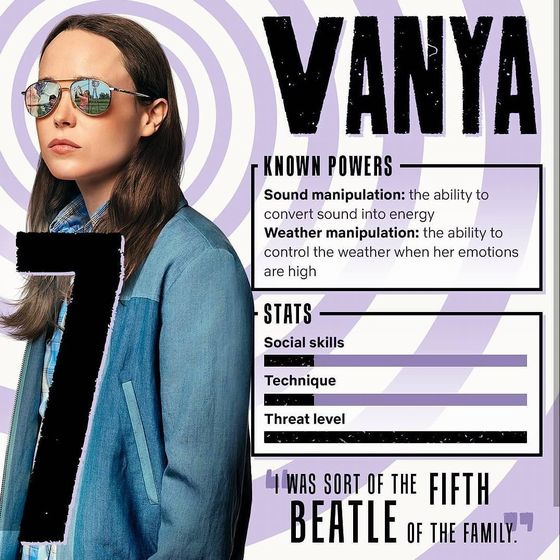 VANYA
KNOWN POWERS
Sound manipulation: the ability to
convert sound into energy
Weather manipulation: the ability to
control the weather when her emotions
are high
7
STATS
Social skills
Technique
Threat level
"I WAS SORT OF THE FIFTH
BEATLE OF THE FAMILY."